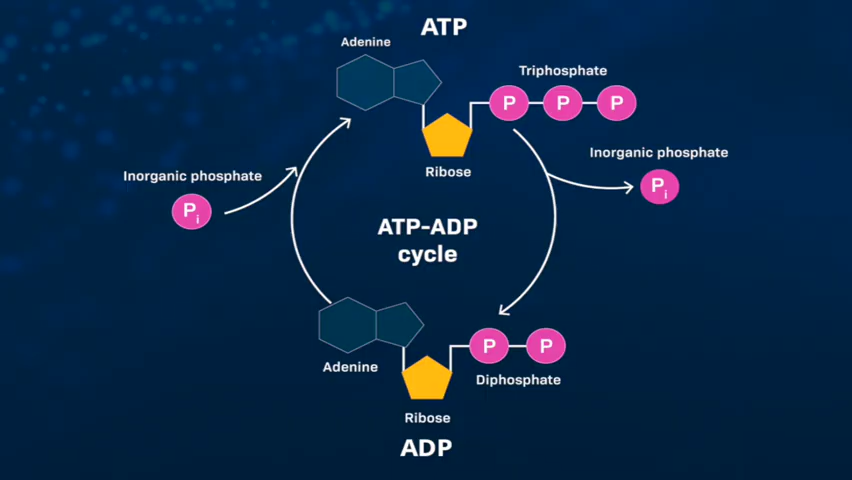 ATP
Adenine
Triphosphate
P P P
Inorganic phosphate
Ribose
Inorganic phosphate
Pi
Pi
ATP-ADP
cycle
P P
Adenine
Diphosphate
Ribose
ADP